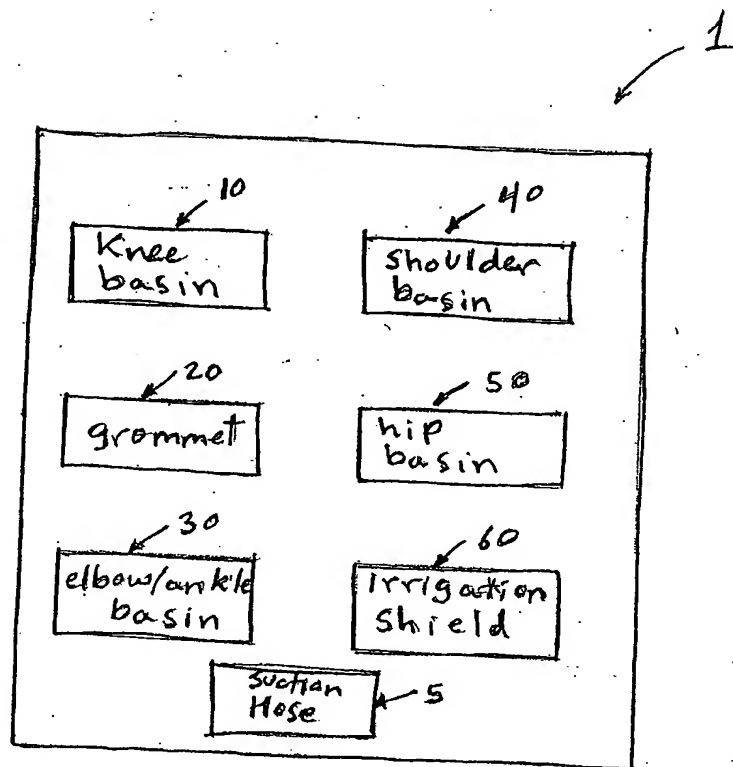 1
10
Knee
basin
40
shoulder
basin
20
grommet
50
hip
basin
30
elbow/ankle
basin
60
irrigation
shield
suction
Hose
5